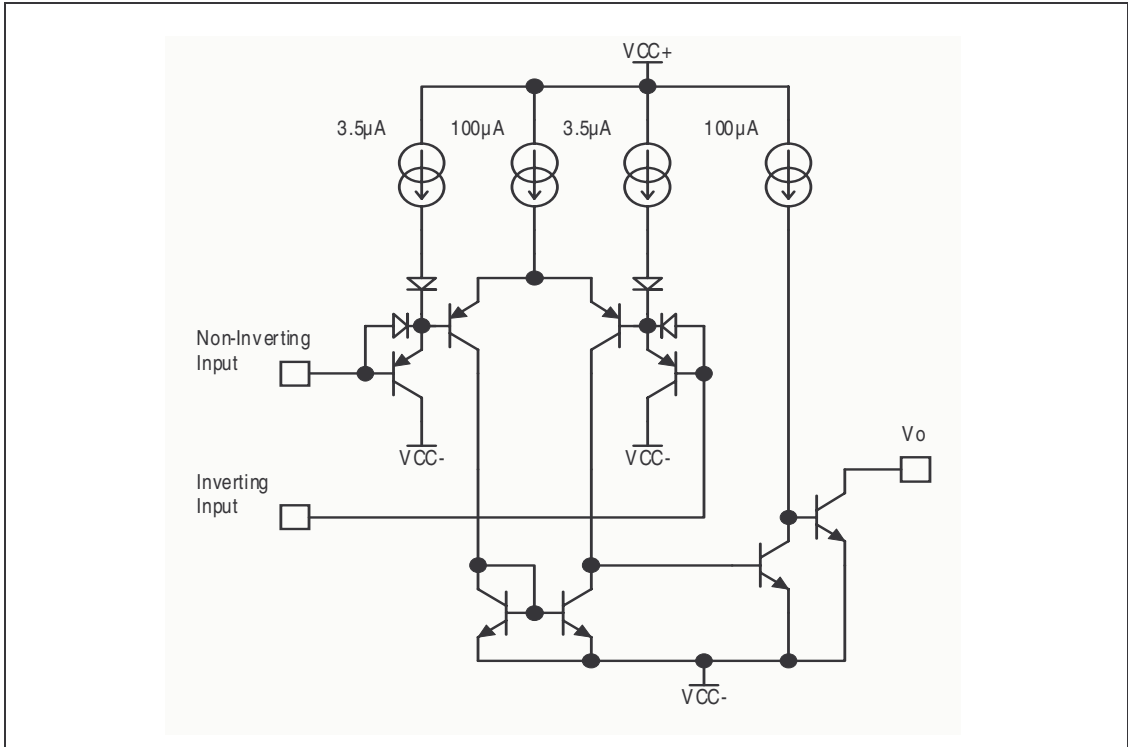 VCC+
3.5µA
100µA
3.5µA
100µA
Non-Inverting
Input
VCC-
VCC-
Vo
Inverting
Input
VCC-